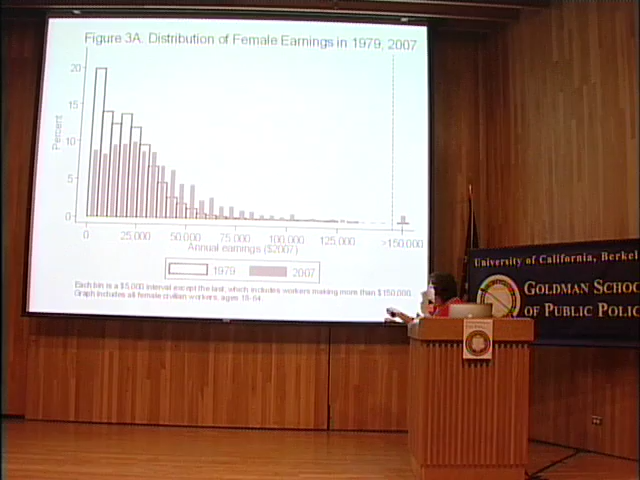 Figure 3A. Distribution of Female Earnings in 1979, 2007
Percent
20
15
10
5
0
0 25,000 50,000 75,000 100,000 125,000 >150,000
Annual earnings ($2007)
1979 2007
Each bin is a $5,000 interval except the last, which includes workers making more than $150,000.
Graph includes all female civilian workers, ages 16-64.
University of California, Berkel
GOLDMAN SCHOO
OF PUBLIC POLIC